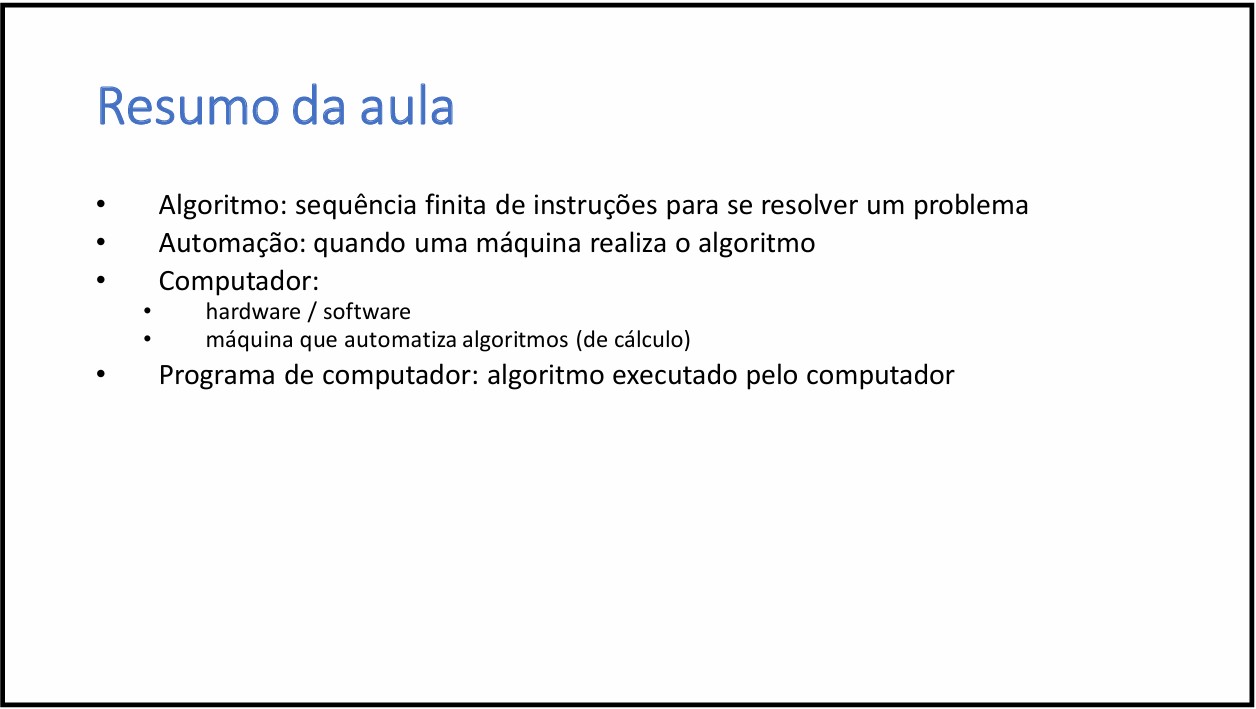 Resumo da aula
• Algoritmo: sequência finita de instruções para se resolver um problema
• Automação: quando uma máquina realiza o algoritmo
• Computador:
• hardware / software
• máquina que automatiza algoritmos (de cálculo)
• Programa de computador: algoritmo executado pelo computador